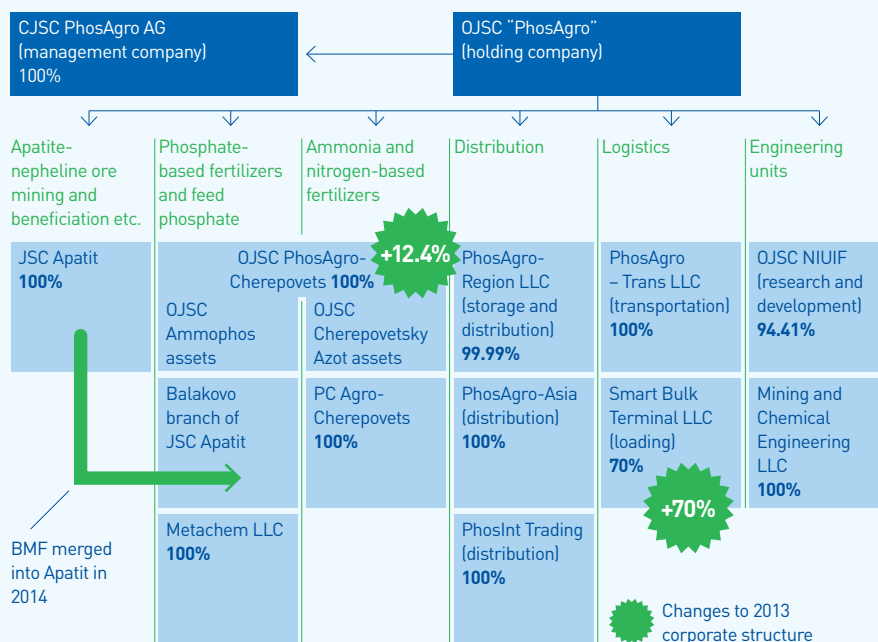 CJSC PhosAgro AG
(management company)
100%
OJSC “PhosAgro”
(holding company)
Apatite-
nepheline ore
mining and
beneficiation etc.
Phosphate-
based fertilizers
and feed
phosphate
Ammonia and
nitrogen-based
fertilizers
Distribution
Logistics
Engineering
units
JSC Apatit
100%
OJSC PhosAgro-
Cherepovets 100%
+12.4%
OJSC
Ammophos
assets
OJSC
Cherepovetsky
Azot assets
PhosAgro-
Region LLC
(storage and
distribution)
99.99%
PhosAgro
– Trans LLC
(transportation)
100%
OJSC NIUIF
(research and
development)
94.41%
Balakovo
branch of
JSC Apatit
PC Agro-
Cherepovets
100%
PhosAgro-Asia
(distribution)
100%
Smart Bulk
Terminal LLC
(loading)
70%
+70%
Mining and
Chemical
Engineering
LLC
100%
BMF merged
into Apatit in
2014
Metachem LLC
100%
PhosInt Trading
(distribution)
100%
Changes to 2013
corporate structure